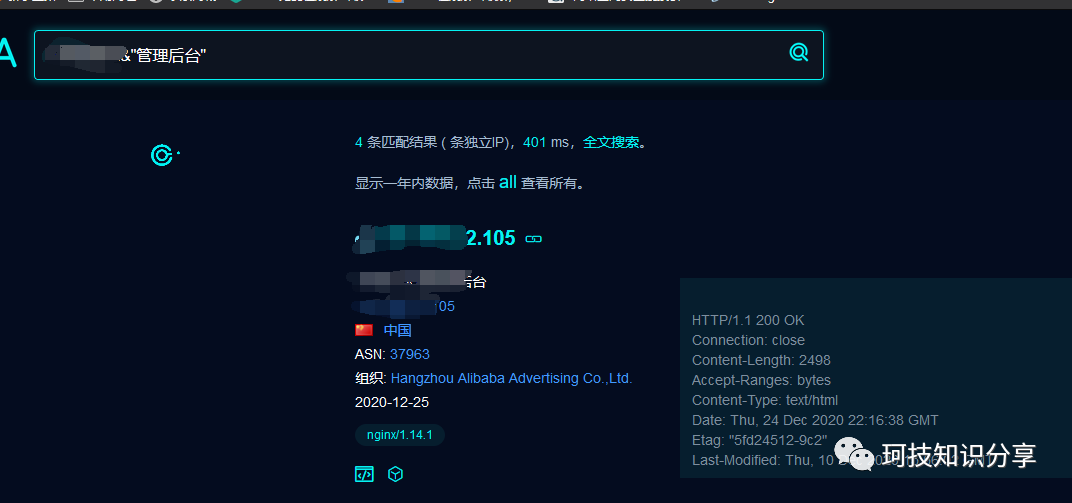 &"管理后台"
4 条匹配结果 ( 条独立IP)，401 ms，全文搜索。
显示一年内数据，点击 all 查看所有。
2.105
后台
05
中国
ASN: 37963
组织: Hangzhou Alibaba Advertising Co.,Ltd.
2020-12-25
nginx/1.14.1
HTTP/1.1 200 OK
Connection: close
Content-Length: 2498
Accept-Ranges: bytes
Content-Type: text/html
Date: Thu, 24 Dec 2020 22:16:38 GMT
Etag: "5fd24512-9c2"
Last-Modified: Thu, 10
珂技知识分享